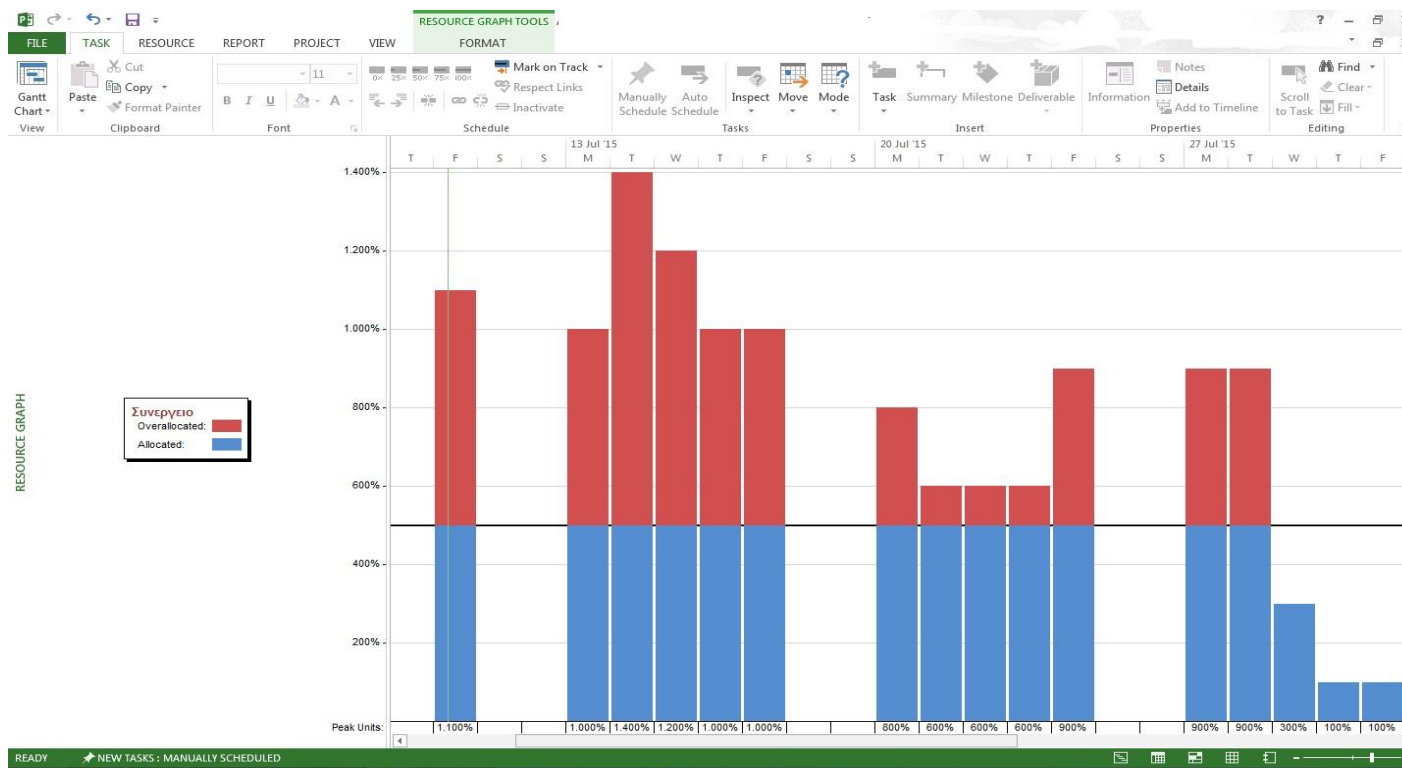 RESOURCE GRAPH TOOLS
FILE TASK RESOURCE REPORT PROJECT VIEW FORMAT
Gantt Chart
View
Paste
Cut
Copy
Format Painter
Clipboard
11
B I U A
Font
0× 25× 50× 75× 100×
Mark on Track
Respect Links
Inactivate
Schedule
Manually Schedule
Auto Schedule
Inspect
Move
Mode
Tasks
Task
Summary
Milestone
Deliverable
Insert
Information
Notes
Details
Add to Timeline
Properties
Scroll to Task
Find
Clear
Fill
Editing
13 Jul '15 20 Jul '15 27 Jul '15
T F S S M T W T F S S M T W T F S S M T W T F
1.400%
1.200%
1.000%
800%
600%
400%
200%
RESOURCE GRAPH
Συνεργειο
Overallocated:
Allocated:
Peak Units: 1.100% 1.000% 1.400% 1.200% 1.000% 1.000% 800% 600% 600% 600% 900% 900% 900% 300% 100% 100%
READY NEW TASKS : MANUALLY SCHEDULED